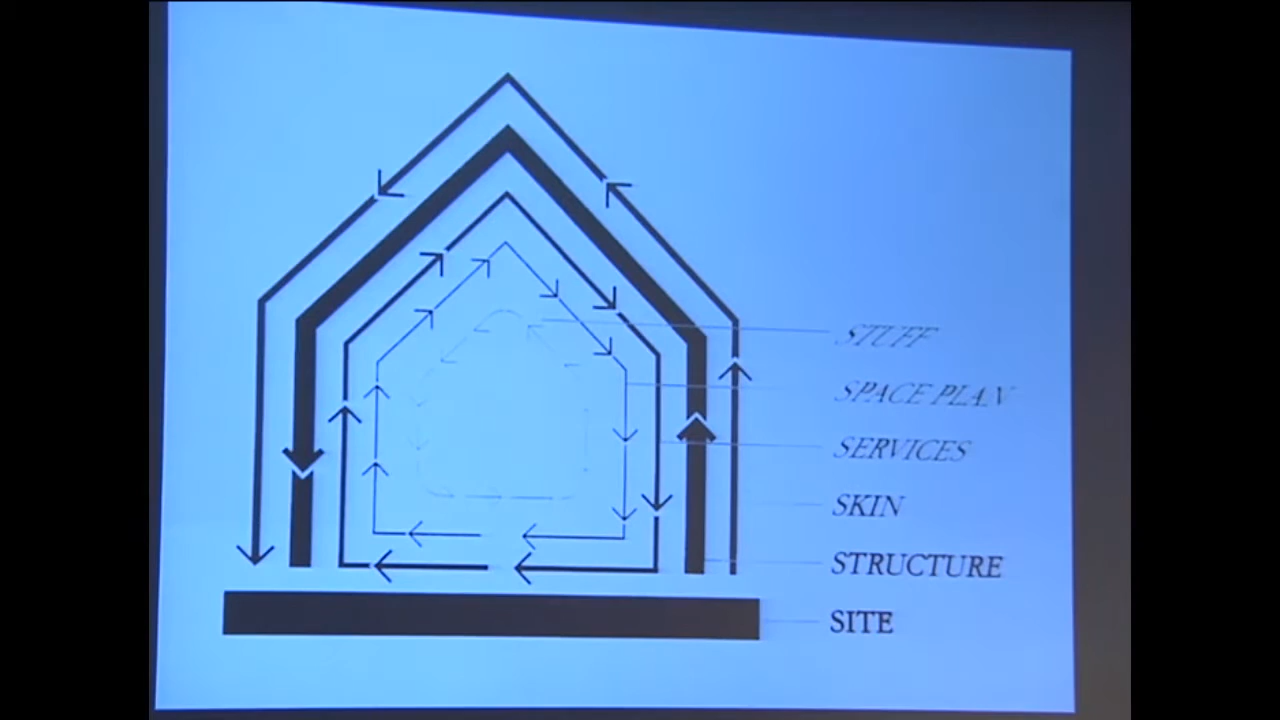 STUFF
SPACE PLAN
SERVICES
SKIN
STRUCTURE
SITE